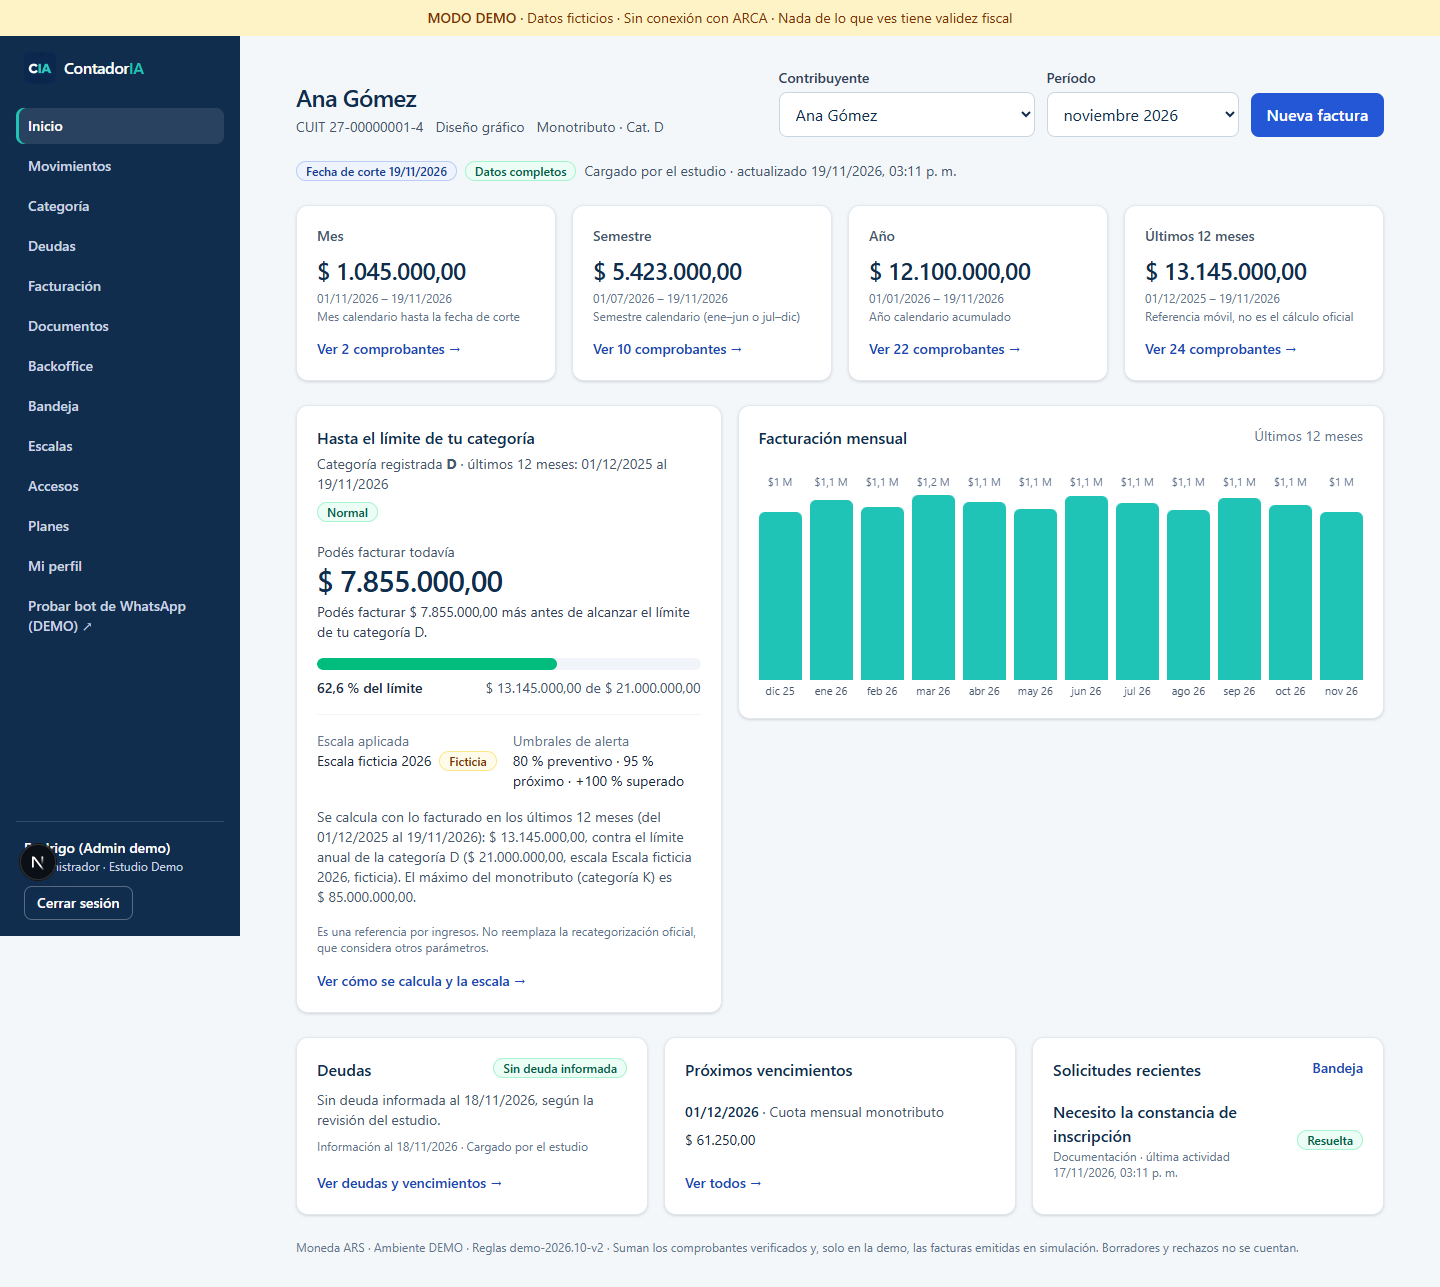 MODO DEMO · Datos ficticios · Sin conexión con ARCA · Nada de lo que ves tiene validez fiscal
CIA ContadorIA
Inicio
Movimientos
Categoría
Deudas
Facturación
Documentos
Backoffice
Bandeja
Escalas
Accesos
Planes
Mi perfil
Probar bot de WhatsApp
(DEMO) ↗
(Admin demo)
· Estudio Demo
Cerrar sesión
N
Ana Gómez
CUIT 27-00000001-4 Diseño gráfico Monotributo · Cat. D
Contribuyente
Ana Gómez
Período
noviembre 2026
Nueva factura
Fecha de corte 19/11/2026
Datos completos
Cargado por el estudio · actualizado 19/11/2026, 03:11 p. m.
Mes
$ 1.045.000,00
01/11/2026 – 19/11/2026
Mes calendario hasta la fecha de corte
Ver 2 comprobantes →
Semestre
$ 5.423.000,00
01/07/2026 – 19/11/2026
Semestre calendario (ene–jun o jul–dic)
Ver 10 comprobantes →
Año
$ 12.100.000,00
01/01/2026 – 19/11/2026
Año calendario acumulado
Ver 22 comprobantes →
Últimos 12 meses
$ 13.145.000,00
01/12/2025 – 19/11/2026
Referencia móvil, no es el cálculo oficial
Ver 24 comprobantes →
Hasta el límite de tu categoría
Categoría registrada D · últimos 12 meses: 01/12/2025 al
19/11/2026
Normal
Podés facturar todavía
$ 7.855.000,00
Podés facturar $ 7.855.000,00 más antes de alcanzar el límite
de tu categoría D.
62,6 % del límite
$ 13.145.000,00 de $ 21.000.000,00
Escala aplicada
Escala ficticia 2026 Ficticia
Umbrales de alerta
80 % preventivo · 95 %
próximo · +100 % superado
Se calcula con lo facturado en los últimos 12 meses (del
01/12/2025 al 19/11/2026): $ 13.145.000,00, contra el límite
anual de la categoría D ($ 21.000.000,00, escala Escala ficticia
2026, ficticia). El máximo del monotributo (categoría K) es
$ 85.000.000,00.
Es una referencia por ingresos. No reemplaza la recategorización oficial,
que considera otros parámetros.
Ver cómo se calcula y la escala →
Facturación mensual
Últimos 12 meses
$1 M $1,1 M $1,1 M $1,2 M $1,1 M $1,1 M $1,1 M $1,1 M $1,1 M $1,1 M $1,1 M $1 M
dic 25 ene 26 feb 26 mar 26 abr 26 may 26 jun 26 jul 26 ago 26 sep 26 oct 26 nov 26
Deudas
Sin deuda informada
Sin deuda informada al 18/11/2026, según la
revisión del estudio.
Información al 18/11/2026 · Cargado por el estudio
Ver deudas y vencimientos →
Próximos vencimientos
01/12/2026 · Cuota mensual monotributo
$ 61.250,00
Ver todos →
Solicitudes recientes
Bandeja
Necesito la constancia de
inscripción
Resuelta
Documentación · última actividad
17/11/2026, 03:11 p. m.
Moneda ARS · Ambiente DEMO · Reglas demo-2026.10-v2 · Suman los comprobantes verificados y, solo en la demo, las facturas emitidas en simulación. Borradores y rechazos no se cuentan.